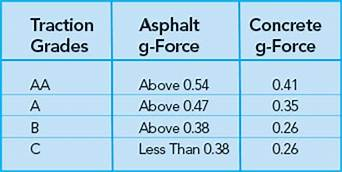 Traction Grades Asphalt g-Force Concrete g-Force
AA Above 0.54 0.41
A Above 0.47 0.35
B Above 0.38 0.26
C Less Than 0.38 0.26